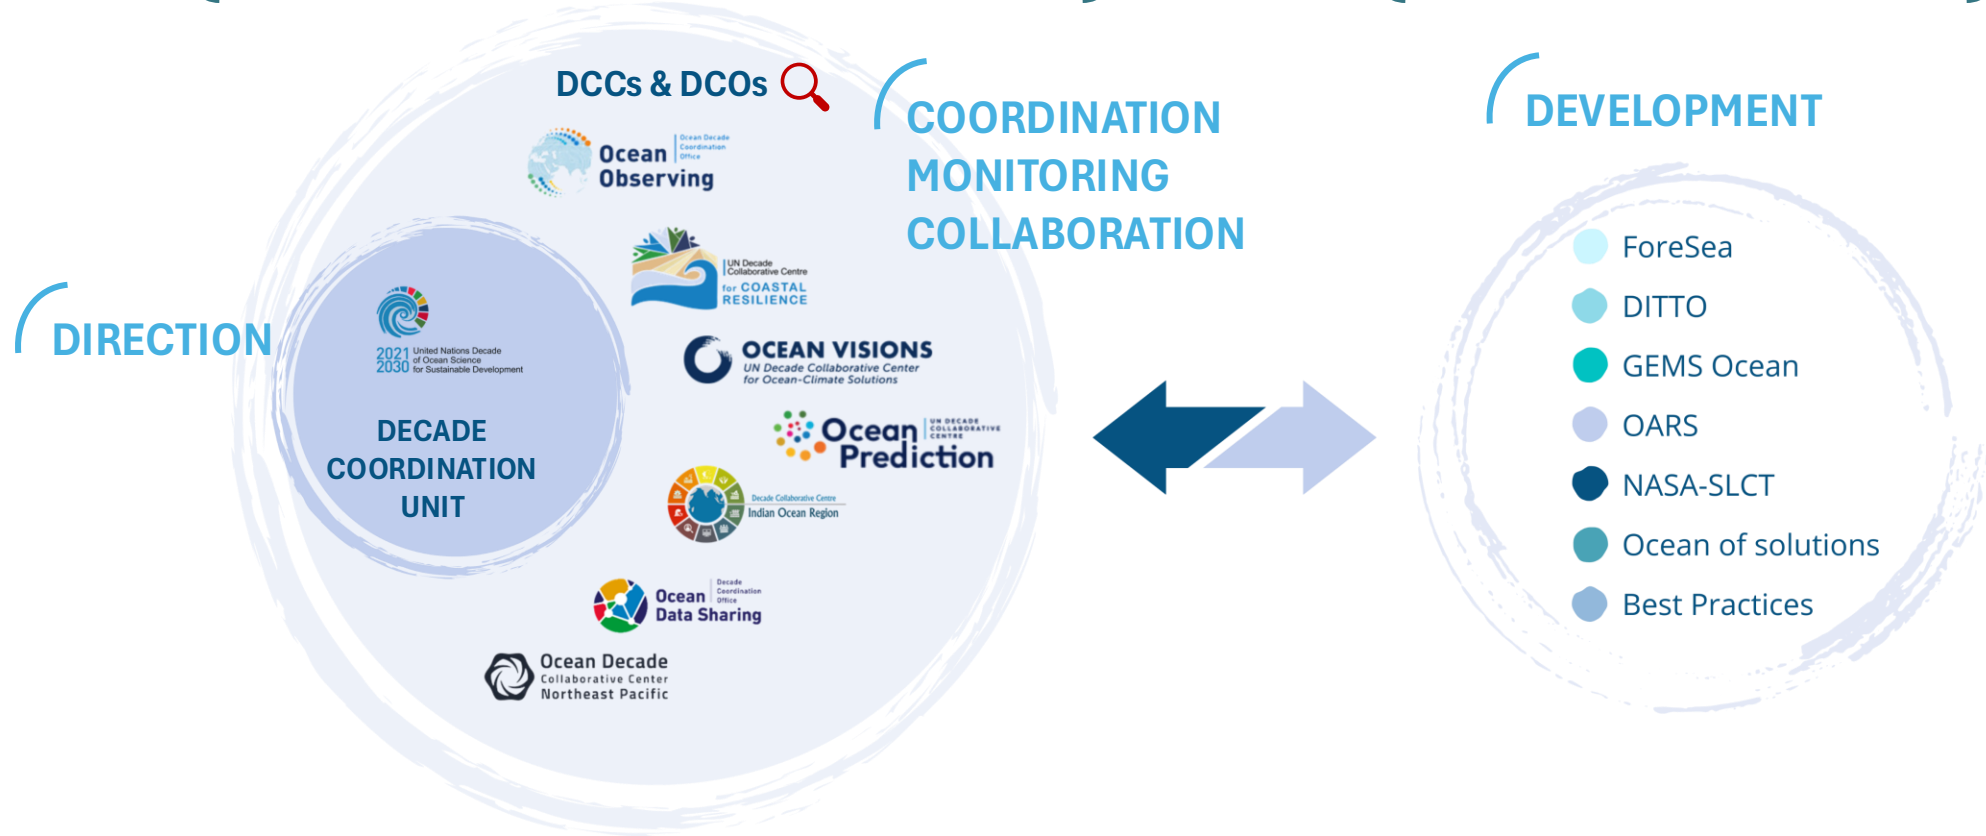 DIRECTION
2021
2030
United Nations Decade
of Ocean Science
for Sustainable Development
DECADE
COORDINATION
UNIT
DCCs & DCOs
Ocean
Observing
Ocean Decade
Coordination
Office
UN Decade
Collaborative Centre
for COASTAL
RESILIENCE
OCEAN VISIONS
UN Decade Collaborative Center
for Ocean-Climate Solutions
Ocean
Prediction
UN DECADE
COLLABORATIVE
CENTRE
Decade Collaborative Centre
Indian Ocean Region
Ocean
Data Sharing
Decade
Coordination
Office
Ocean Decade
Collaborative Center
Northeast Pacific
COORDINATION
MONITORING
COLLABORATION
DEVELOPMENT
ForeSea
DITTO
GEMS Ocean
OARS
NASA-SLCT
Ocean of solutions
Best Practices